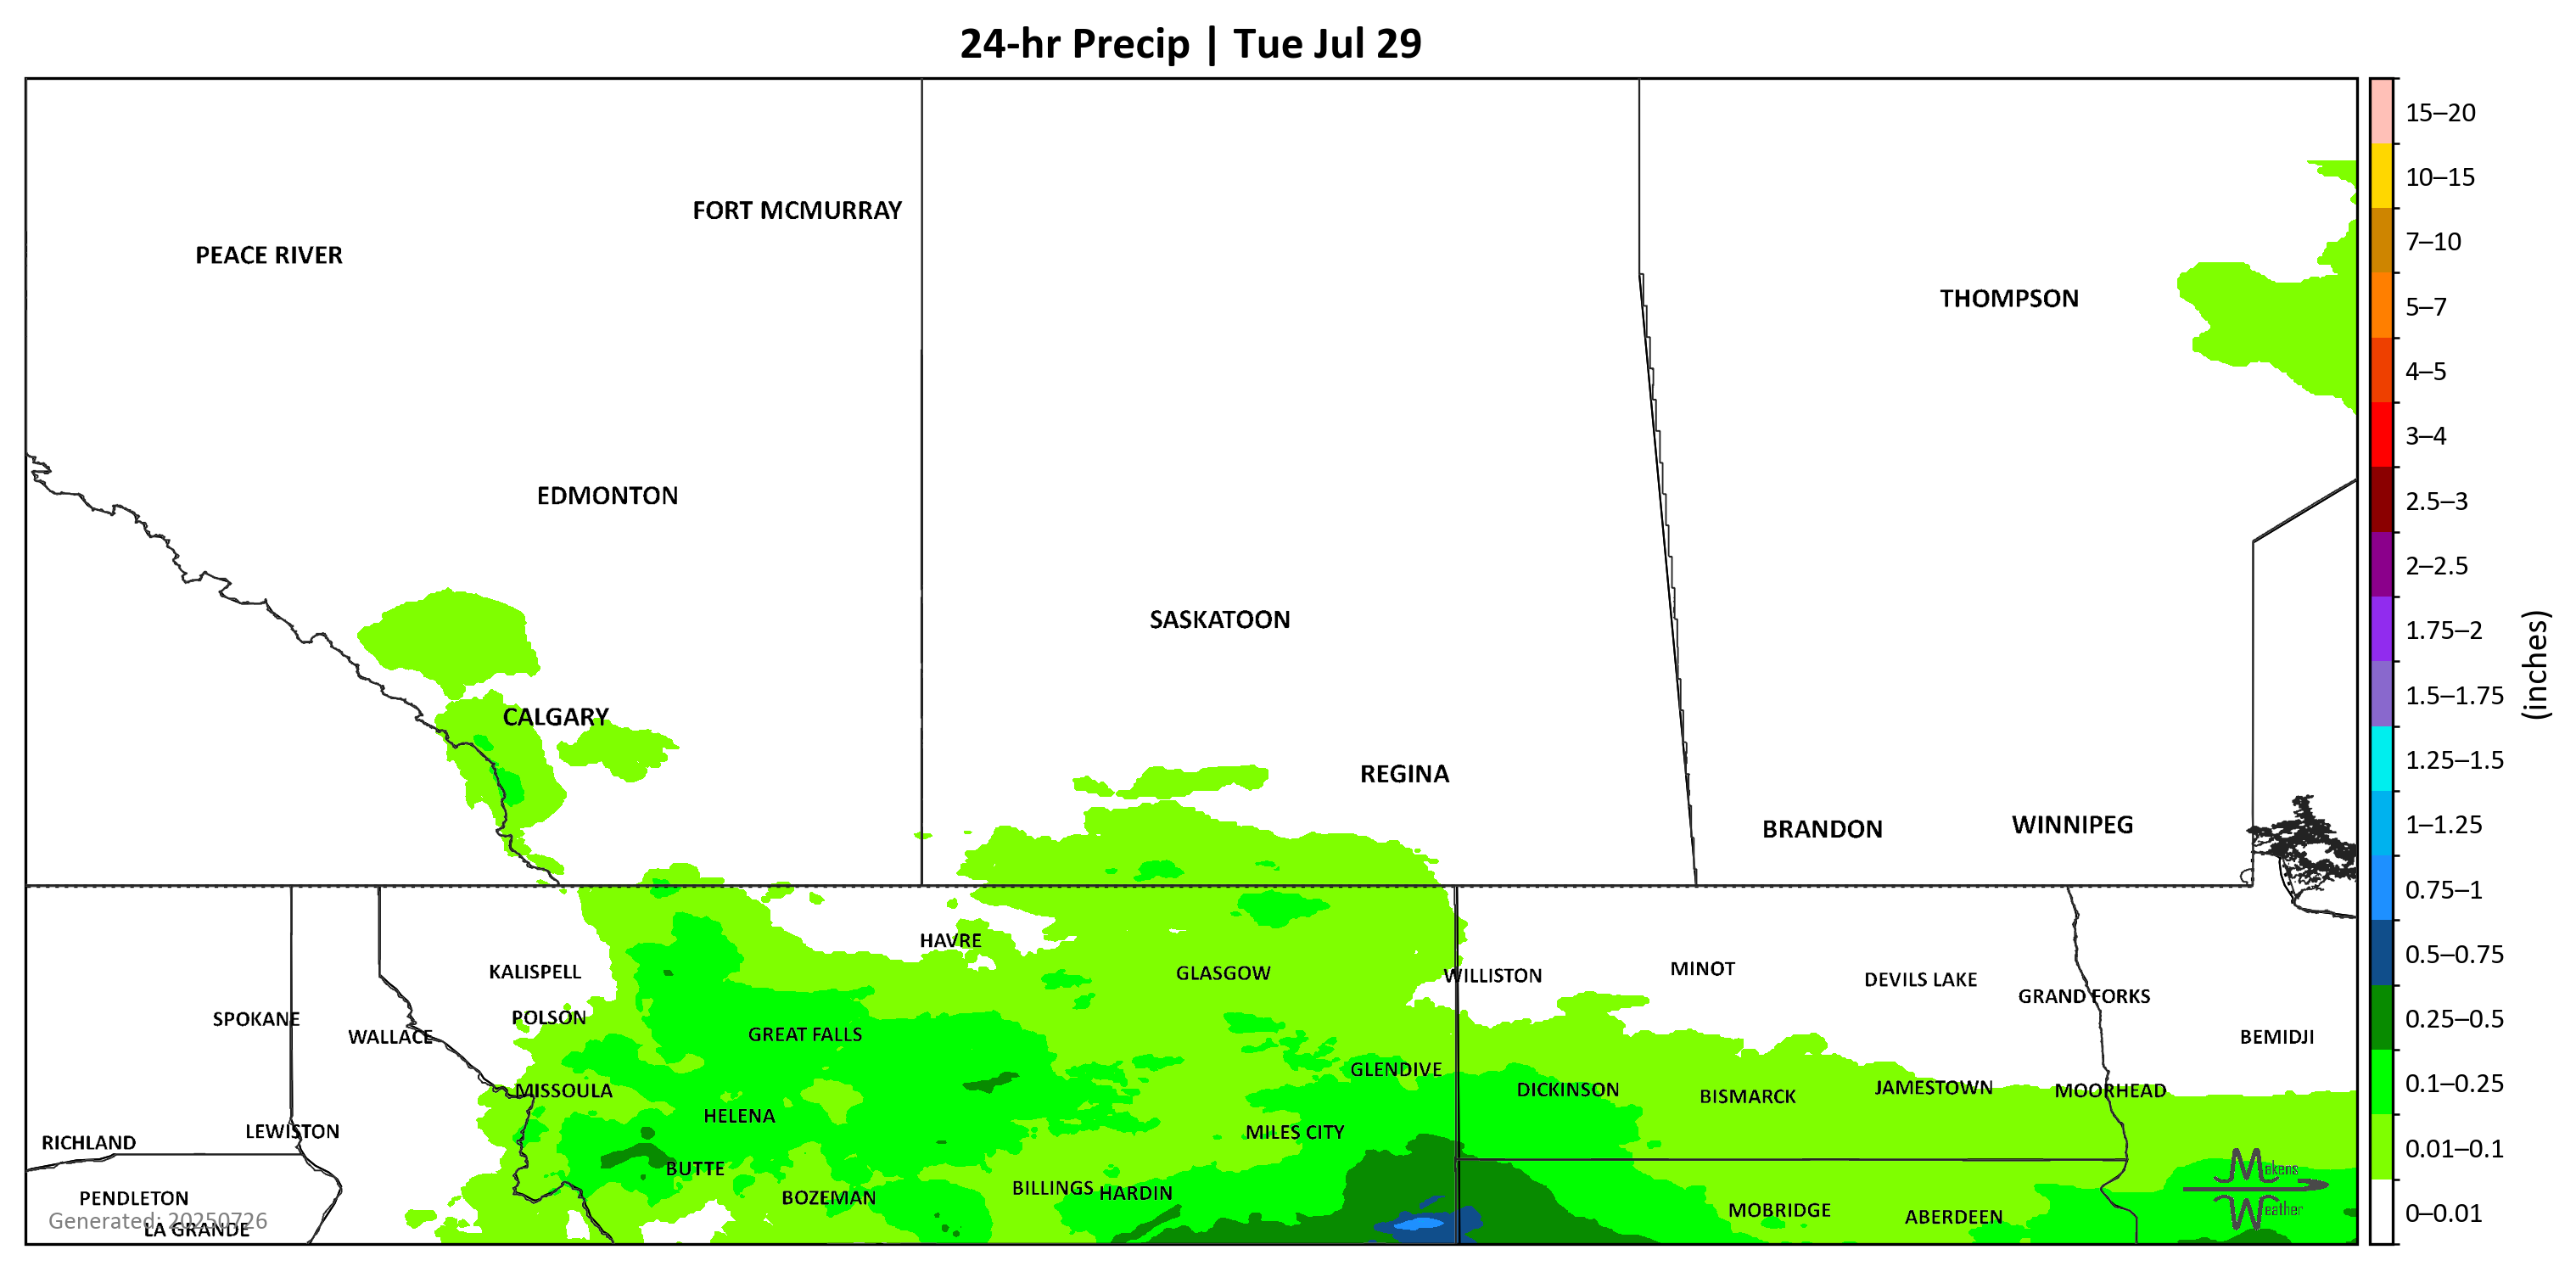 24-hr Precip | Tue Jul 29
15–20
10–15
7–10
5–7
4–5
3–4
2.5–3
2–2.5
1.75–2
1.5–1.75
1.25–1.5
1–1.25
0.75–1
0.5–0.75
0.25–0.5
0.1–0.25
0.01–0.1
0–0.01
(inches)
FORT MCMURRAY
PEACE RIVER
THOMPSON
EDMONTON
SASKATOON
CALGARY
REGINA
BRANDON
WINNIPEG
HAVRE
KALISPELL
GLASGOW
WILLISTON
MINOT
DEVILS LAKE
GRAND FORKS
SPOKANE
POLSON
WALLACE
GREAT FALLS
BEMIDJI
GLENDIVE
MISSOULA
DICKINSON
BISMARCK
JAMESTOWN
MOORHEAD
HELENA
RICHLAND
LEWISTON
MILES CITY
BUTTE
PENDLETON
BOZEMAN
BILLINGS
HARDIN
MOBRIDGE
ABERDEEN
Generated: 20250726
LA GRANDE
Makens
Weather